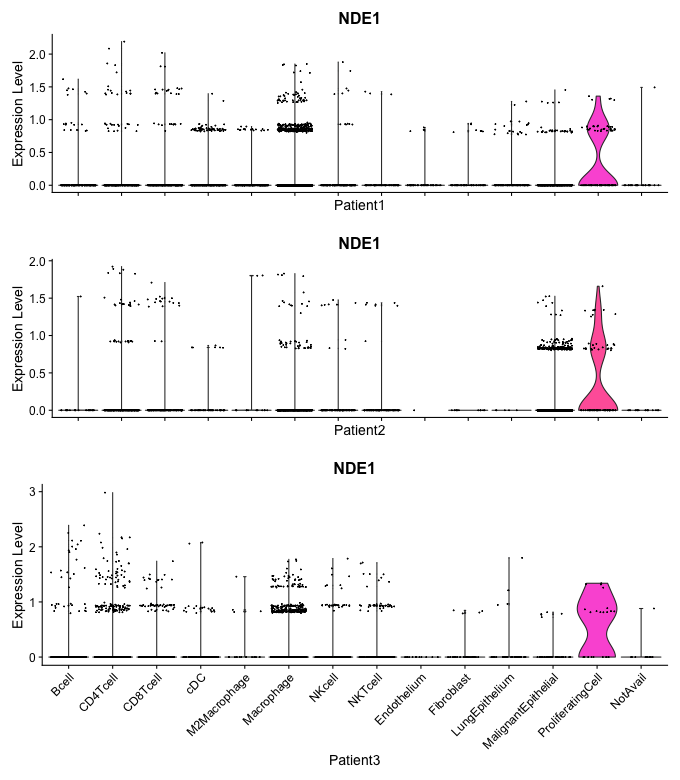 NDE1
Expression Level
2.0
1.5
1.0
0.5
0.0
Patient1
NDE1
Expression Level
2.0
1.5
1.0
0.5
0.0
Patient2
NDE1
Expression Level
3
2
1
0
Bcell
CD4Tcell
CD8Tcell
cDC
M2Macrophage
Macrophage
NKcell
NKTcell
Endothelium
Fibroblast
LungEpithelium
MalignantEpithelial
ProliferatingCell
NotAvail
Patient3